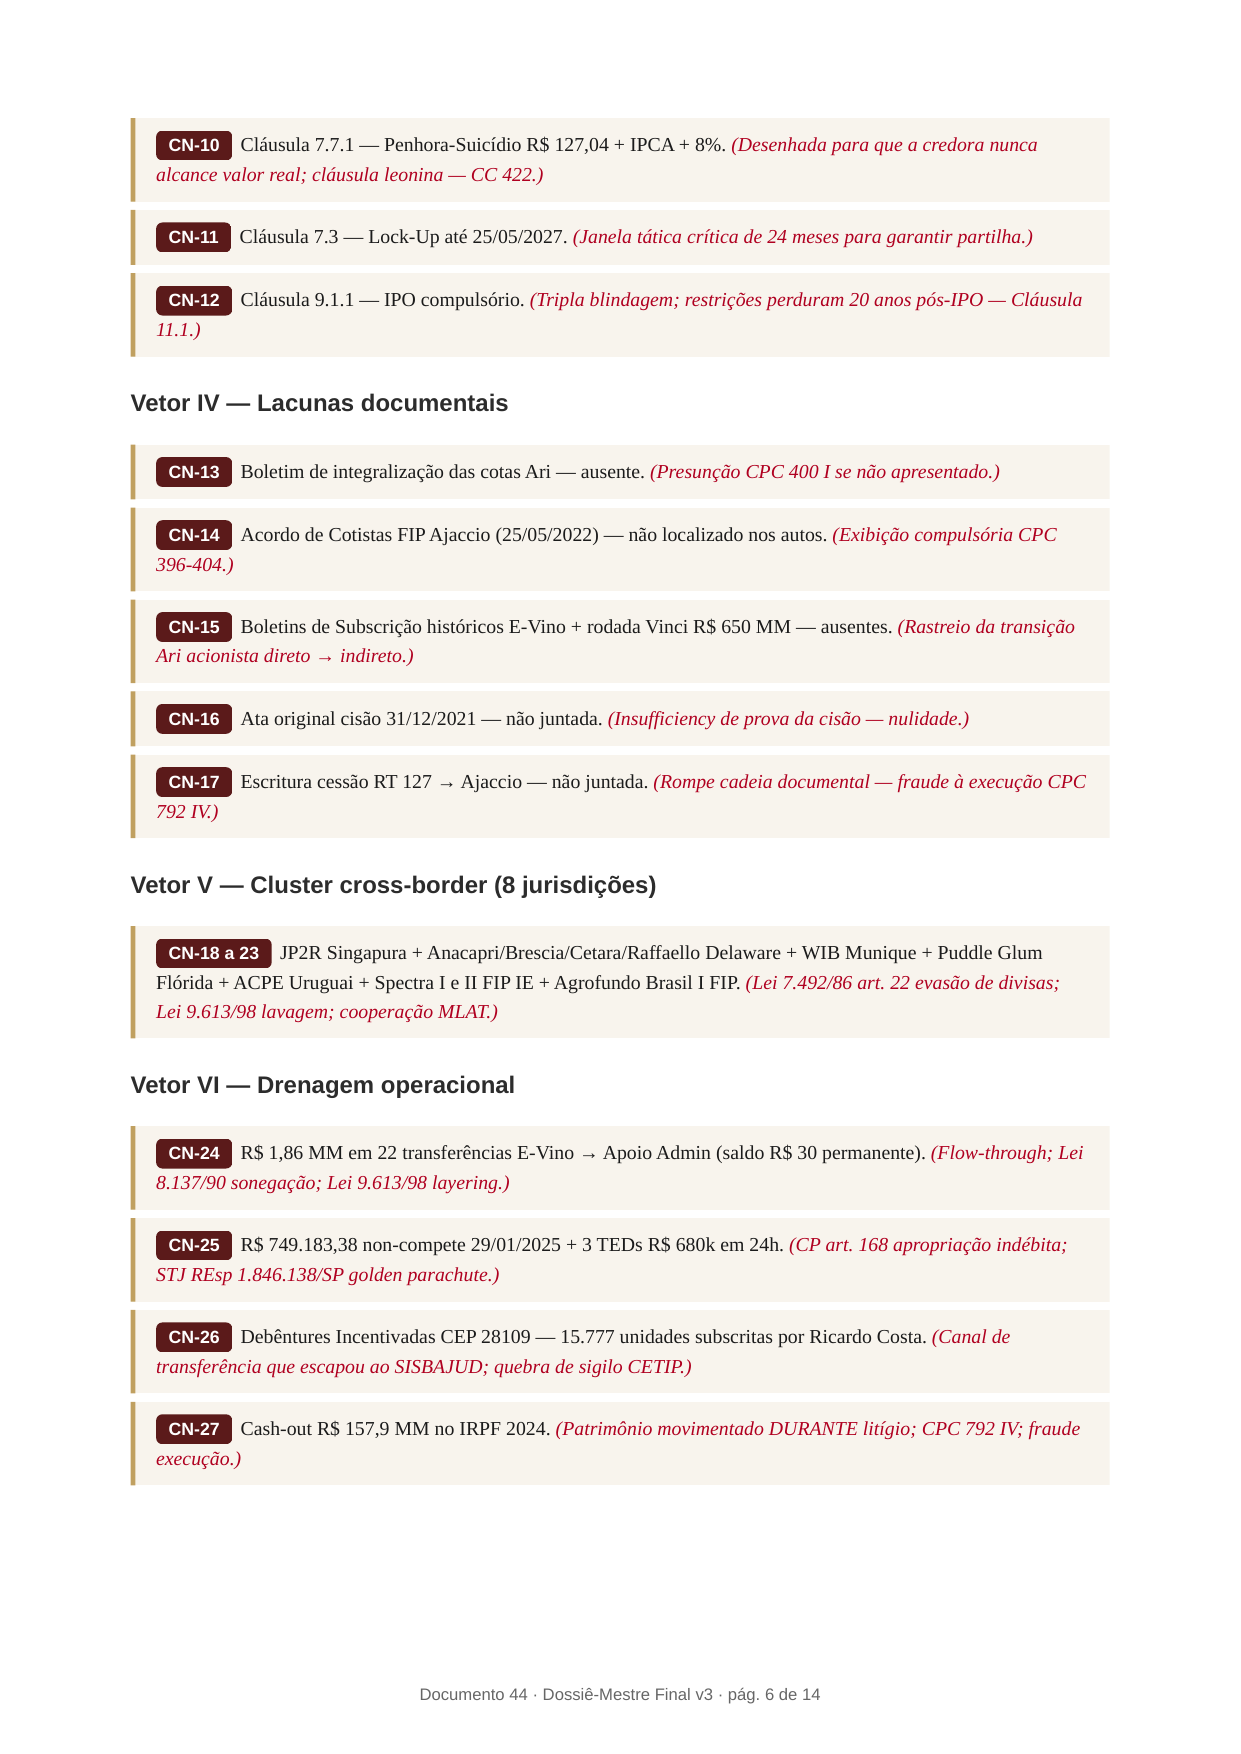 CN-10 Cláusula 7.7.1 — Penhora-Suicídio R$ 127,04 + IPCA + 8%. (Desenhada para que a credora nunca
alcance valor real; cláusula leonina — CC 422.)
CN-11 Cláusula 7.3 — Lock-Up até 25/05/2027. (Janela tática crítica de 24 meses para garantir partilha.)
CN-12 Cláusula 9.1.1 — IPO compulsório. (Tripla blindagem; restrições perduram 20 anos pós-IPO — Cláusula
11.1.)
Vetor IV — Lacunas documentais
CN-13 Boletim de integralização das cotas Ari — ausente. (Presunção CPC 400 I se não apresentado.)
CN-14 Acordo de Cotistas FIP Ajaccio (25/05/2022) — não localizado nos autos. (Exibição compulsória CPC
396-404.)
CN-15 Boletins de Subscrição históricos E-Vino + rodada Vinci R$ 650 MM — ausentes. (Rastreio da transição
Ari acionista direto → indireto.)
CN-16 Ata original cisão 31/12/2021 — não juntada. (Insufficiency de prova da cisão — nulidade.)
CN-17 Escritura cessão RT 127 → Ajaccio — não juntada. (Rompe cadeia documental — fraude à execução CPC
792 IV.)
Vetor V — Cluster cross-border (8 jurisdições)
CN-18 a 23 JP2R Singapura + Anacapri/Brescia/Cetara/Raffaello Delaware + WIB Munique + Puddle Glum
Flórida + ACPE Uruguai + Spectra I e II FIP IE + Agrofundo Brasil I FIP. (Lei 7.492/86 art. 22 evasão de divisas;
Lei 9.613/98 lavagem; cooperação MLAT.)
Vetor VI — Drenagem operacional
CN-24 R$ 1,86 MM em 22 transferências E-Vino → Apoio Admin (saldo R$ 30 permanente). (Flow-through; Lei
8.137/90 sonegação; Lei 9.613/98 layering.)
CN-25 R$ 749.183,38 non-compete 29/01/2025 + 3 TEDs R$ 680k em 24h. (CP art. 168 apropriação indébita;
STJ REsp 1.846.138/SP golden parachute.)
CN-26 Debêntures Incentivadas CEP 28109 — 15.777 unidades subscritas por Ricardo Costa. (Canal de
transferência que escapou ao SISBAJUD; quebra de sigilo CETIP.)
CN-27 Cash-out R$ 157,9 MM no IRPF 2024. (Patrimônio movimentado DURANTE litígio; CPC 792 IV; fraude
execução.)
Documento 44 · Dossiê-Mestre Final v3 · pág. 6 de 14